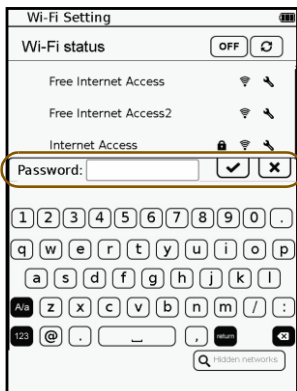 Wi-Fi Setting
Wi-Fi status OFF
Free Internet Access
Free Internet Access2
Internet Access
Password:
1 2 3 4 5 6 7 8 9 0 .
q w e r t y u i o p
a s d f g h j k l
A/a z x c v b n m / :
123 @ . , return
Hidden networks